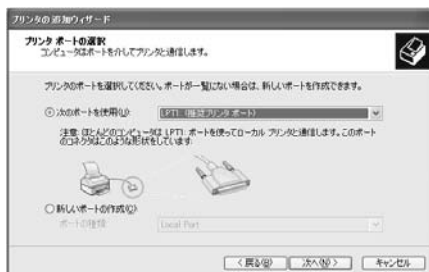 プリンタの追加ウィザード
プリンタ ポートの選択
コンピュータはポートを介してプリンタと通信します。
プリンタのポートを選択してください。ポートが一覧にない場合は、新しいポートを作成できます。
次のポートを使用(U):
LPT1: (推奨プリンタ ポート)
注意: ほとんどのコンピュータは LPT1: ポートを使ってローカル プリンタと通信します。このポート
のコネクタはこのような形状をしています:
新しいポートの作成(C):
ポートの種類:
Local Port
< 戻る(B)
次へ(N) >
キャンセル